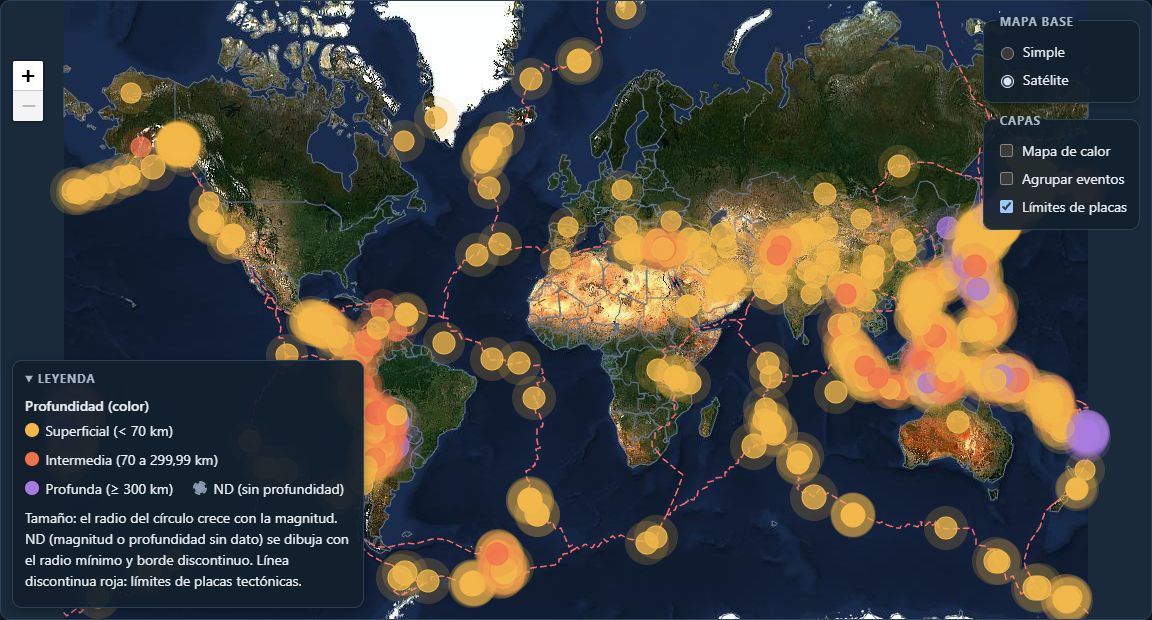 +
−
MAPA BASE
Simple
Satélite
CAPAS
Mapa de calor
Agrupar eventos
Límites de placas
▼ LEYENDA
Profundidad (color)
Superficial (< 70 km)
Intermedia (70 a 299,99 km)
Profunda (≥ 300 km) ND (sin profundidad)
Tamaño: el radio del círculo crece con la magnitud.
ND (magnitud o profundidad sin dato) se dibuja con
el radio mínimo y borde discontinuo. Línea
discontinua roja: límites de placas tectónicas.